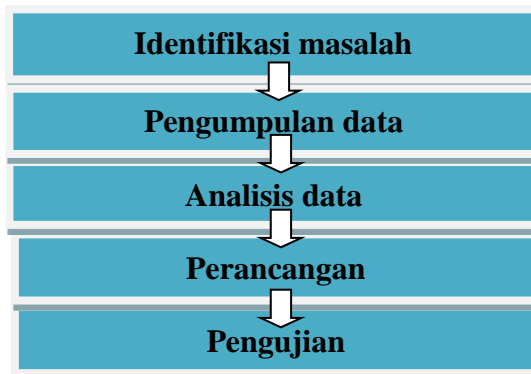 Identifikasi masalah
Pengumpulan data
Analisis data
Perancangan
Pengujian